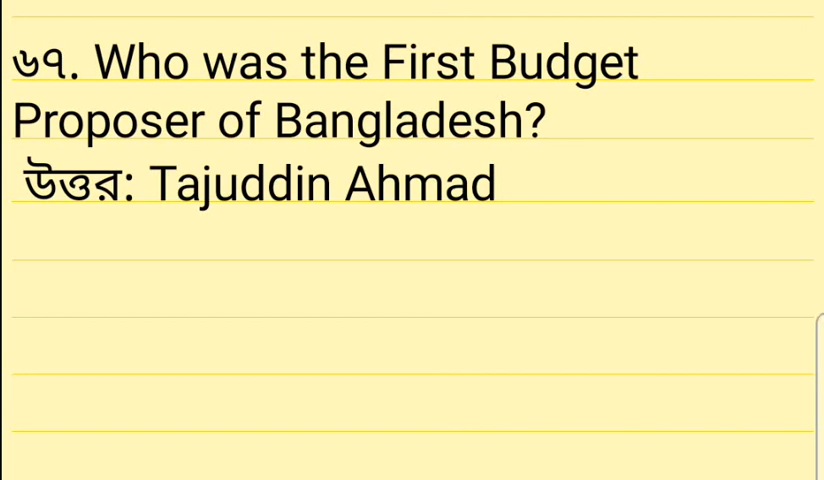 ৬৭. Who was the First Budget
Proposer of Bangladesh?
উত্তর: Tajuddin Ahmad